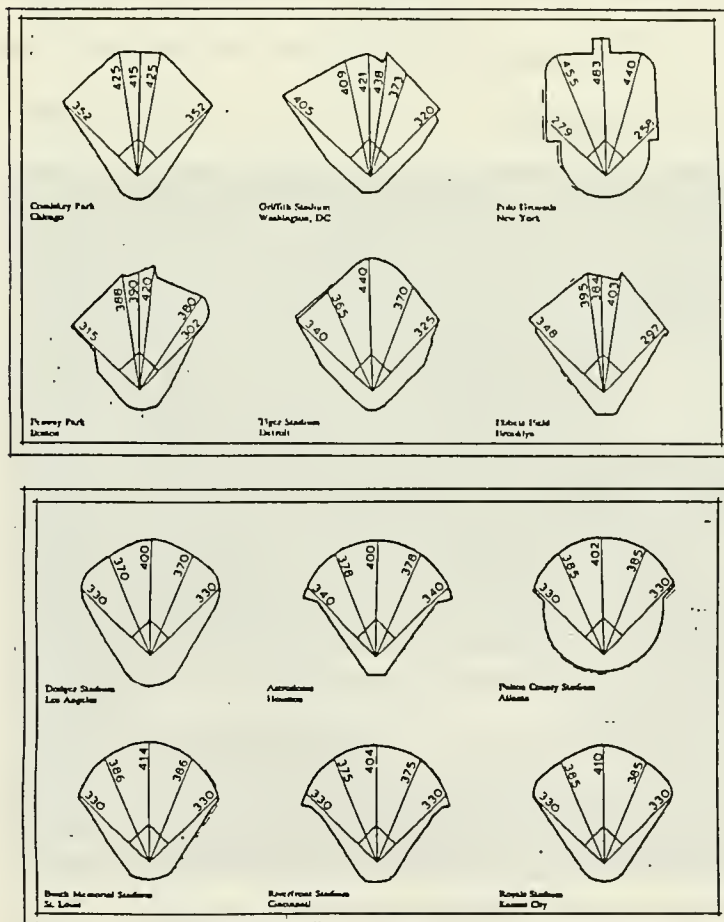 352
425
415
425
352
Comiskey Park
Chicago
405
409
421
438
373
320
Griffith Stadium
Washington, DC
279
455
483
440
258
Polo Grounds
New York
315
388
390
420
380
302
Fenway Park
Boston
340
365
440
370
325
Tiger Stadium
Detroit
348
395
384
403
297
Ebbets Field
Brooklyn
330
370
400
370
330
Dodger Stadium
Los Angeles
340
378
400
378
340
Astrodome
Houston
330
385
402
385
330
Fulton County Stadium
Atlanta
330
386
414
386
330
Busch Memorial Stadium
St. Louis
330
375
404
375
330
Riverfront Stadium
Cincinnati
330
385
410
385
330
Royals Stadium
Kansas City